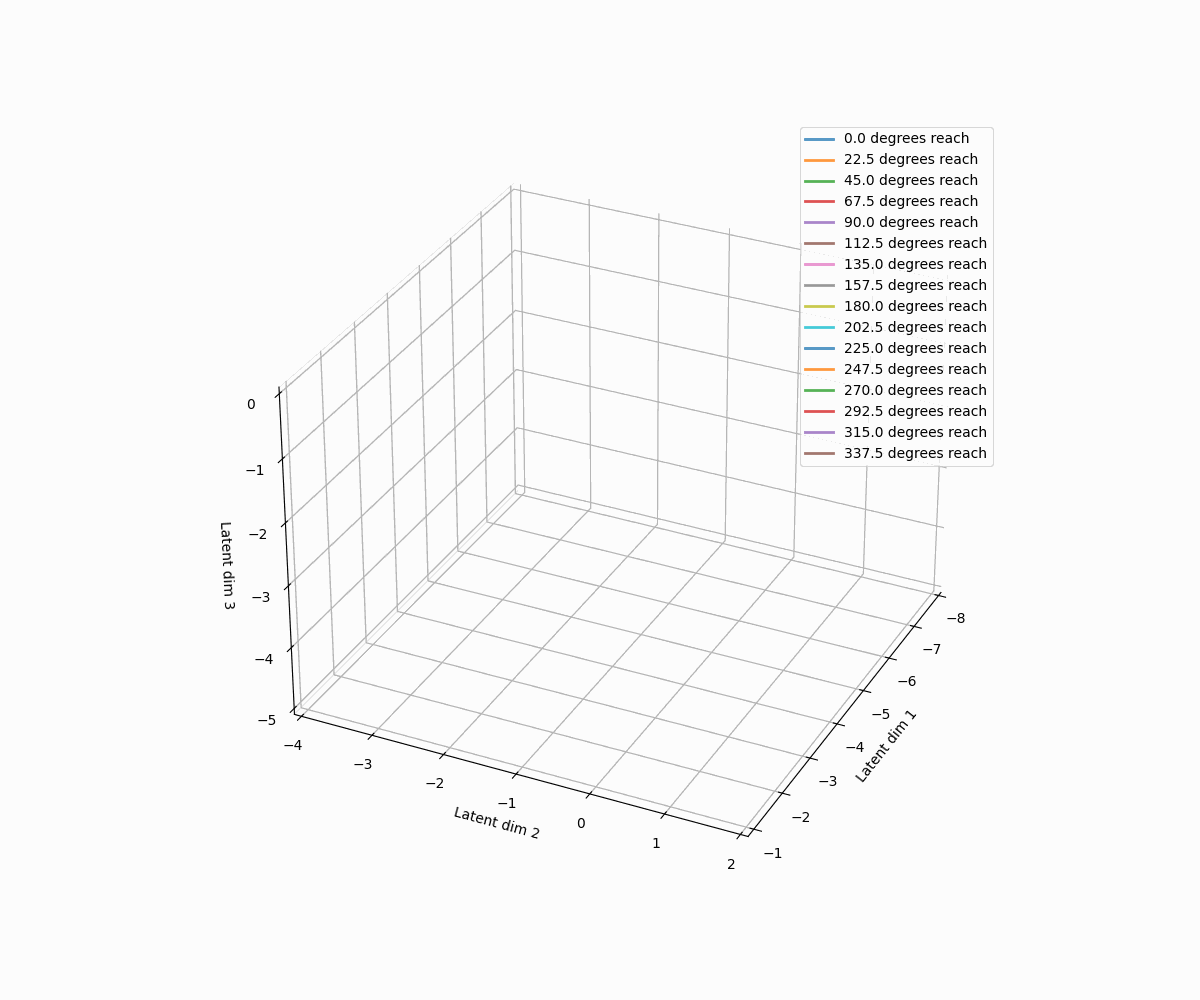 0.0 degrees reach
22.5 degrees reach
45.0 degrees reach
67.5 degrees reach
90.0 degrees reach
112.5 degrees reach
135.0 degrees reach
157.5 degrees reach
180.0 degrees reach
202.5 degrees reach
225.0 degrees reach
247.5 degrees reach
270.0 degrees reach
292.5 degrees reach
315.0 degrees reach
337.5 degrees reach
0
−1
−2
−3
−4
−5
Latent dim 3
−4
−3
−2
−1
0
1
2
Latent dim 2
−8
−7
−6
−5
−4
−3
−2
−1
Latent dim 1